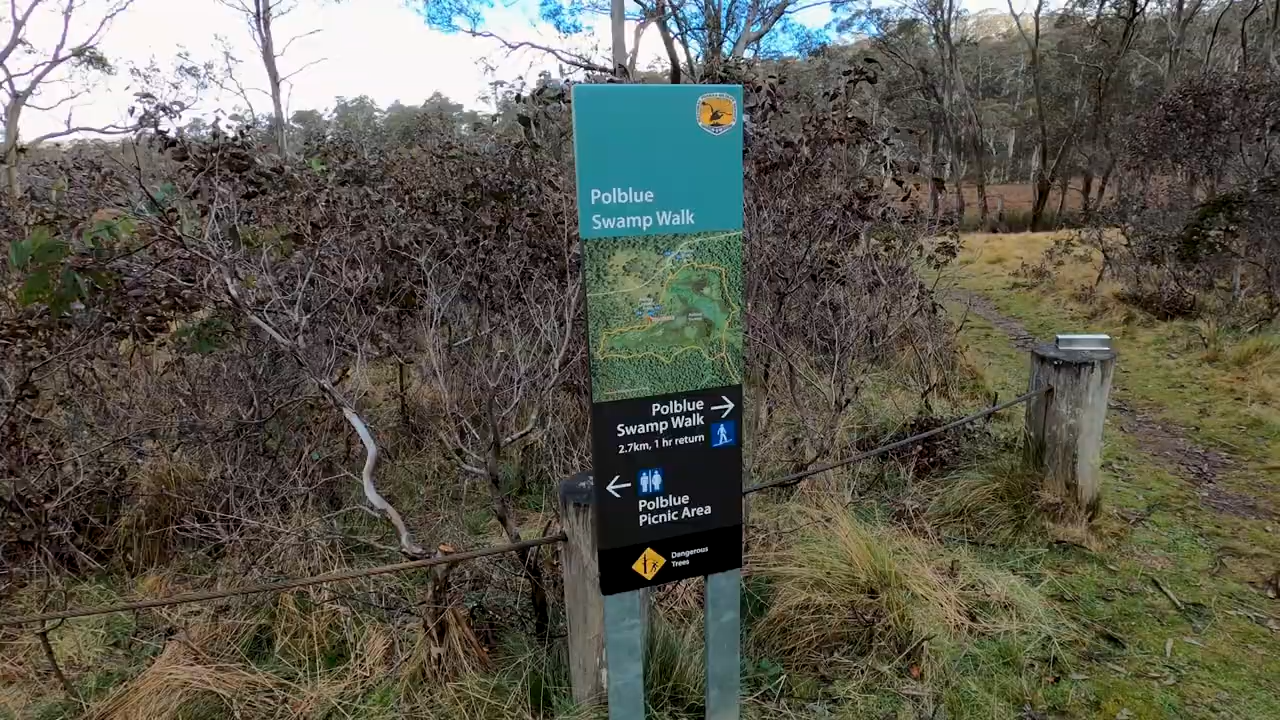 Polblue
Swamp Walk
Polblue
Swamp Walk
2.7km, 1 hr return
Polblue
Picnic Area
Dangerous
Trees